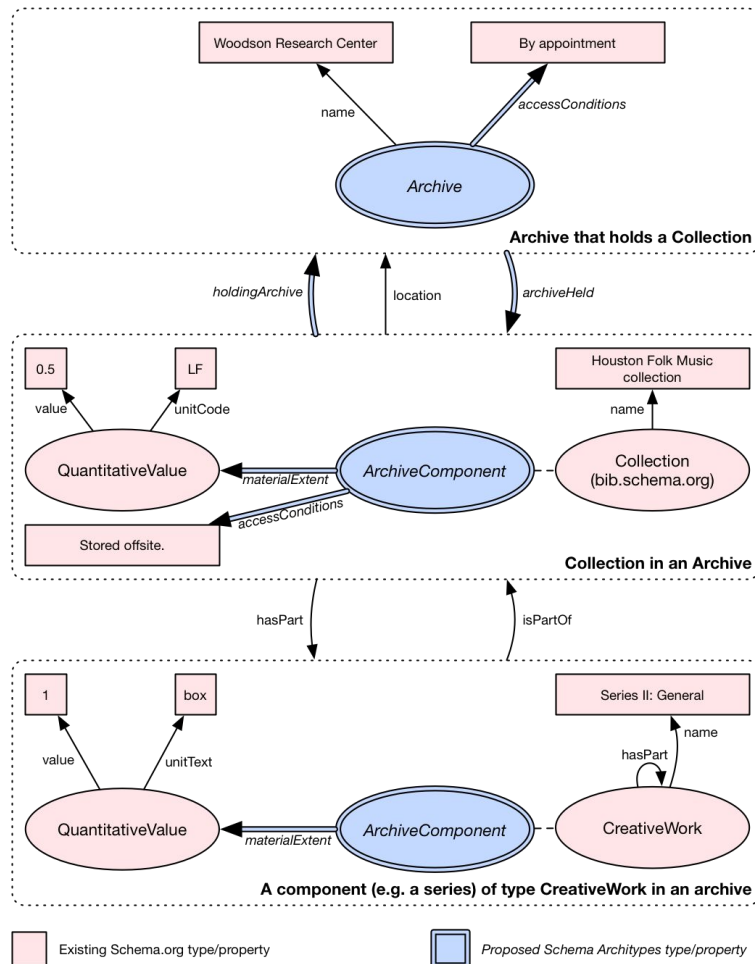 Woodson Research Center
By appointment
name
accessConditions
Archive
Archive that holds a Collection
holdingArchive
location
archiveHeld
0.5
LF
Houston Folk Music
collection
value
unitCode
name
QuantitativeValue
materialExtent
ArchiveComponent
Collection
(bib.schema.org)
accessConditions
Stored offsite.
Collection in an Archive
hasPart
isPartOf
1
box
Series II: General
value
unitText
hasPart
name
QuantitativeValue
materialExtent
ArchiveComponent
CreativeWork
A component (e.g. a series) of type CreativeWork in an archive
Existing Schema.org type/property
Proposed Schema Architypes type/property